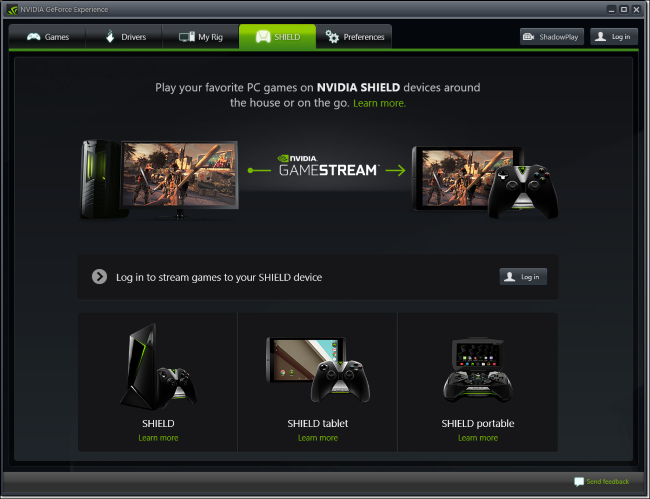 NVIDIA GeForce Experience
Games
Drivers
My Rig
SHIELD
Preferences
ShadowPlay
Log in
Play your favorite PC games on NVIDIA SHIELD devices around
the house or on the go. Learn more.
NVIDIA.
GAMESTREAM™
Log in to stream games to your SHIELD device
Log in
SHIELD
Learn more
SHIELD tablet
Learn more
SHIELD portable
Learn more
Send feedback